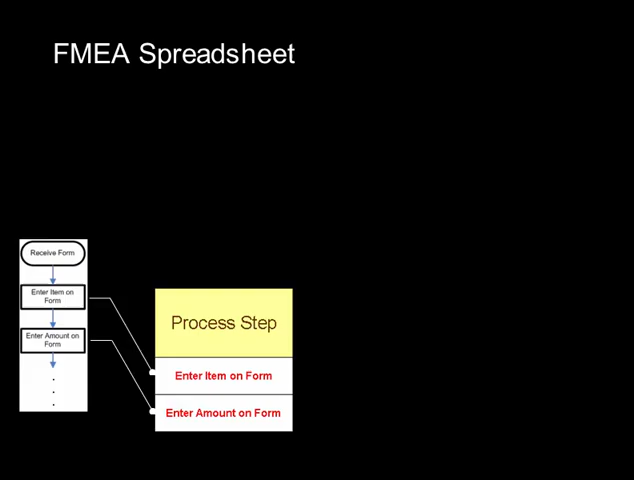 FMEA Spreadsheet
Receive Form
Enter Item on
Form
Enter Amount on
Form
.
.
.
Process Step
Enter Item on Form
Enter Amount on Form